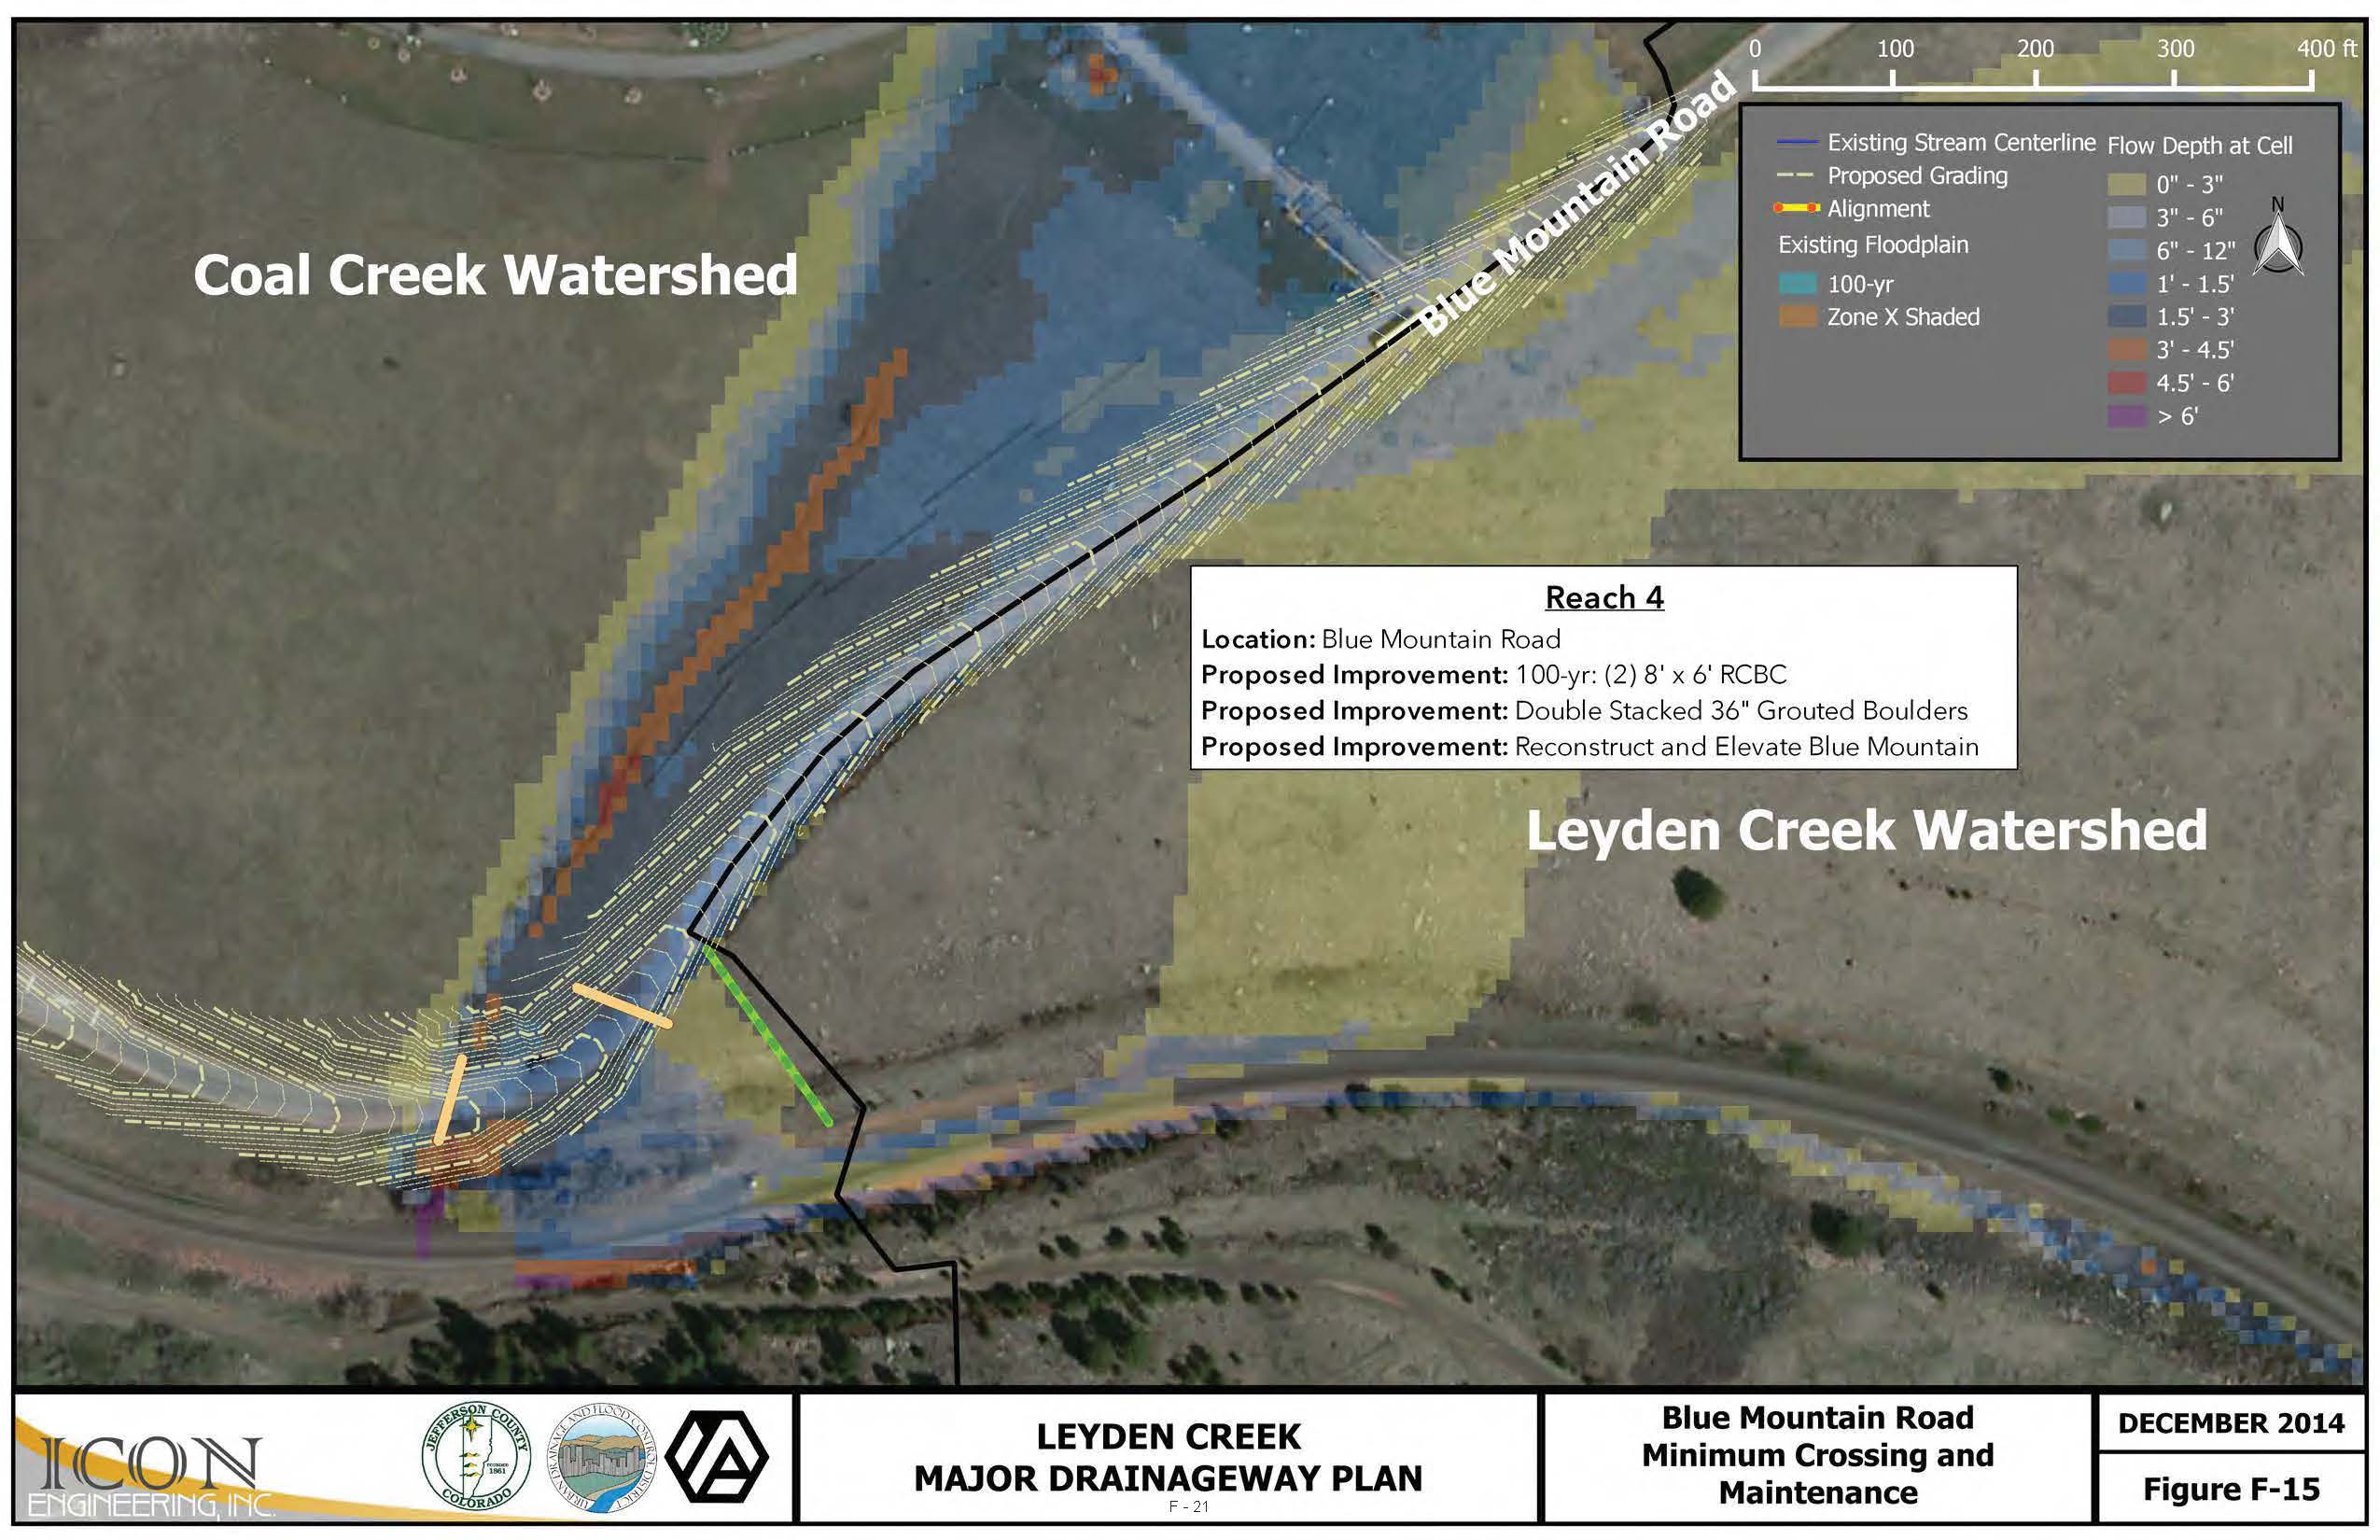 0 100 200 300 400 ft
Existing Stream Centerline
Proposed Grading
Alignment
Existing Floodplain
100-yr
Zone X Shaded
Flow Depth at Cell
0" - 3"
3" - 6"
6" - 12"
1' - 1.5'
1.5' - 3'
3' - 4.5'
4.5' - 6'
> 6'
N
Blue Mountain Road
Coal Creek Watershed
Reach 4
Location: Blue Mountain Road
Proposed Improvement: 100-yr: (2) 8' x 6' RCBC
Proposed Improvement: Double Stacked 36" Grouted Boulders
Proposed Improvement: Reconstruct and Elevate Blue Mountain
Leyden Creek Watershed
ICON
ENGINEERING, INC.
JEFFERSON COUNTY
FOUNDED
1861
COLORADO
URBAN DRAINAGE AND FLOOD CONTROL DISTRICT
LEYDEN CREEK
MAJOR DRAINAGEWAY PLAN
F - 21
Blue Mountain Road
Minimum Crossing and
Maintenance
DECEMBER 2014
Figure F-15